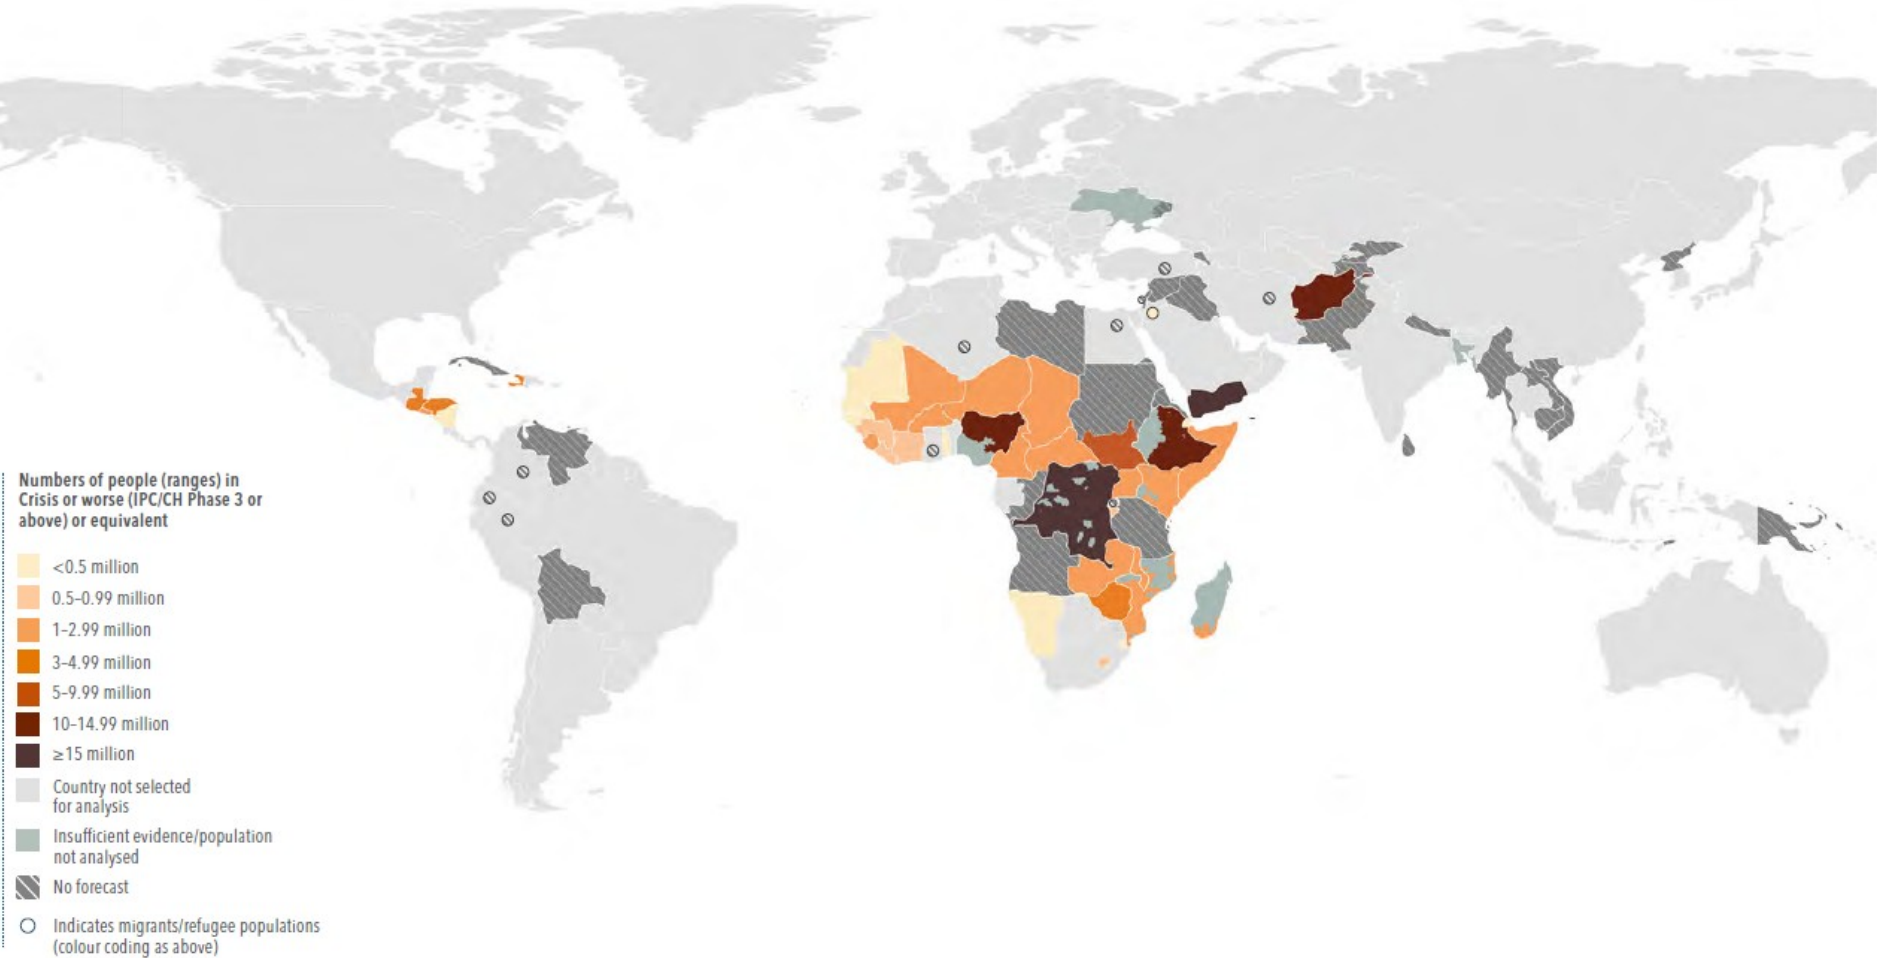 Numbers of people (ranges) in
Crisis or worse (IPC/CH Phase 3 or
above) or equivalent
<0.5 million
0.5-0.99 million
1-2.99 million
3-4.99 million
5-9.99 million
10-14.99 million
≥15 million
Country not selected
for analysis
Insufficient evidence/population
not analysed
No forecast
Indicates migrants/refugee populations
(colour coding as above)